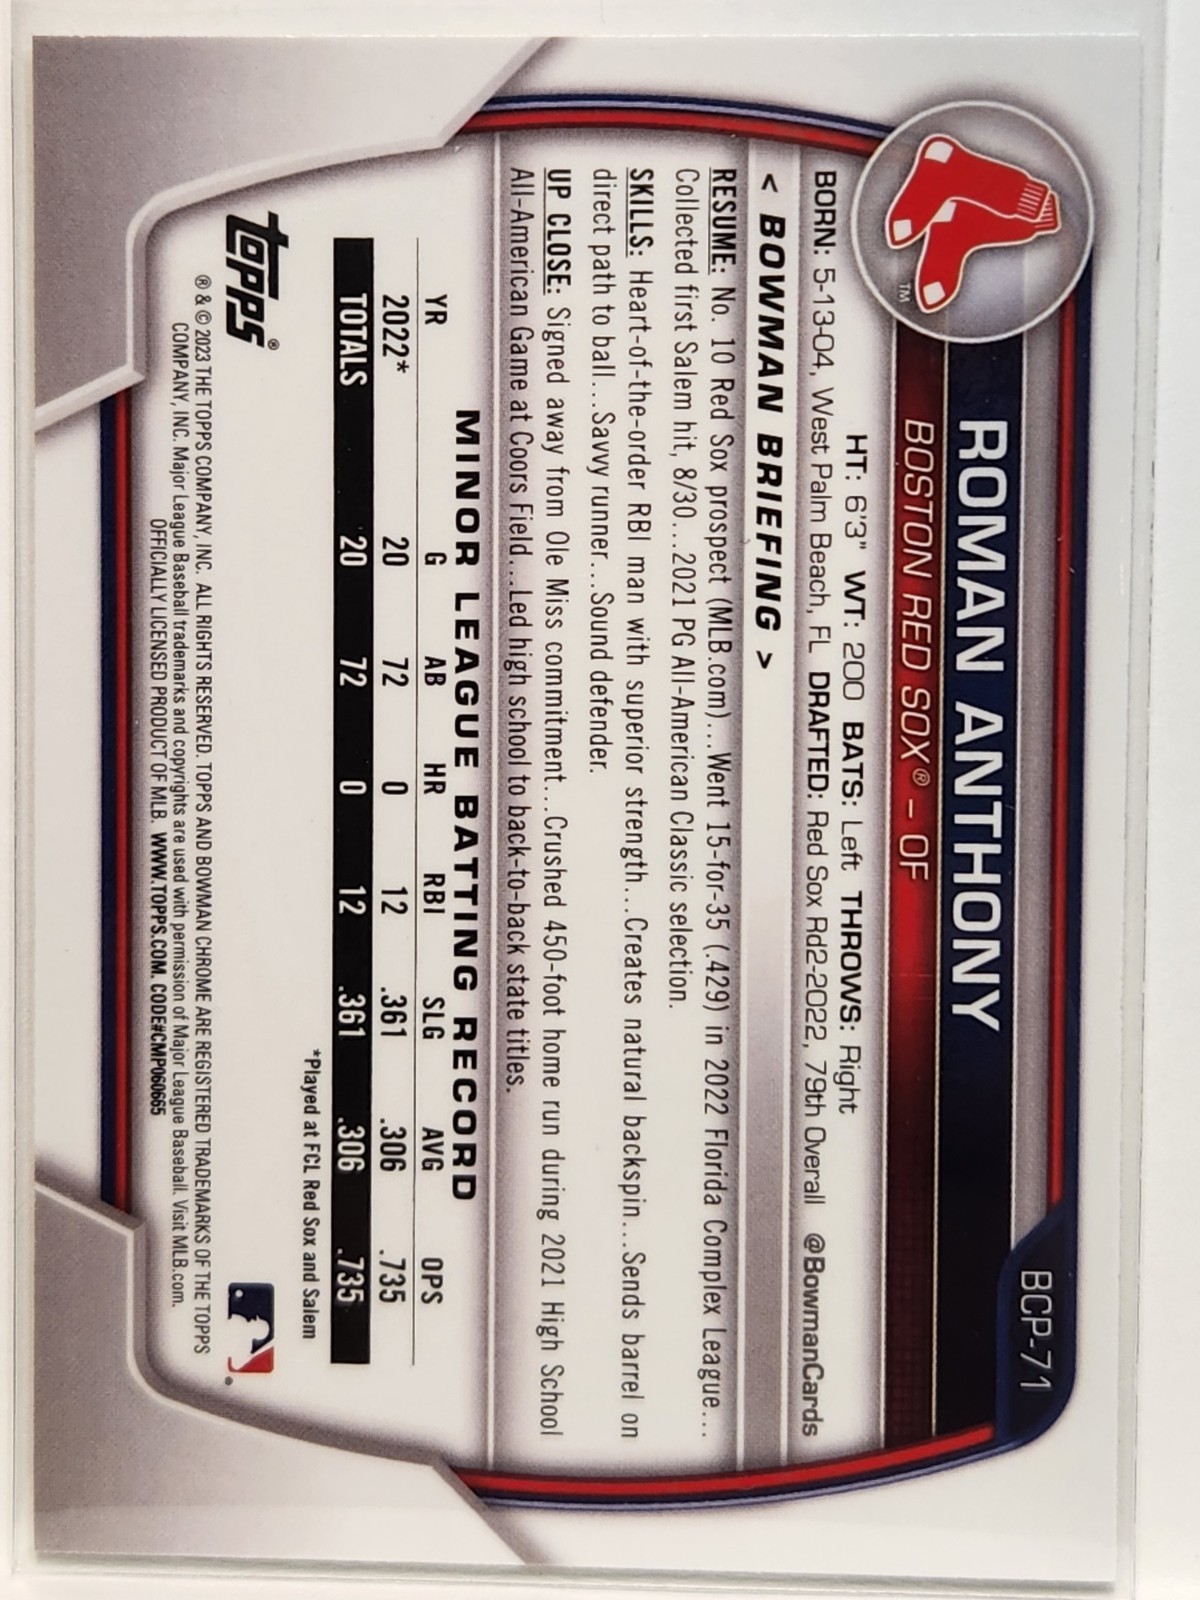 BCP-71
ROMAN ANTHONY
BOSTON RED SOX® – OF
TM
HT: 6'3" WT: 200 BATS: Left THROWS: Right
BORN: 5-13-04, West Palm Beach, FL DRAFTED: Red Sox Rd2-2022, 79th Overall @BowmanCards
< BOWMAN BRIEFING >
RESUME: No. 10 Red Sox prospect (MLB.com)...Went 15-for-35 (.429) in 2022 Florida Complex League...
Collected first Salem hit, 8/30...2021 PG All-American Classic selection.
SKILLS: Heart-of-the-order RBI man with superior strength...Creates natural backspin...Sends barrel on
direct path to ball...Savvy runner...Sound defender.
UP CLOSE: Signed away from Ole Miss commitment...Crushed 450-foot home run during 2021 High School
All-American Game at Coors Field...Led high school to back-to-back state titles.
MINOR LEAGUE BATTING RECORD
YR G AB HR RBI SLG AVG OPS
2022* 20 72 0 12 .361 .306 .735
TOTALS 20 72 0 12 .361 .306 .735
*Played at FCL Red Sox and Salem
topps®
® & © 2023 THE TOPPS COMPANY, INC. ALL RIGHTS RESERVED. TOPPS AND BOWMAN CHROME ARE REGISTERED TRADEMARKS OF THE TOPPS
COMPANY, INC. Major League Baseball trademarks and copyrights are used with permission of Major League Baseball. Visit MLB.com.
OFFICIALLY LICENSED PRODUCT OF MLB. WWW.TOPPS.COM. CODE#CMP060665